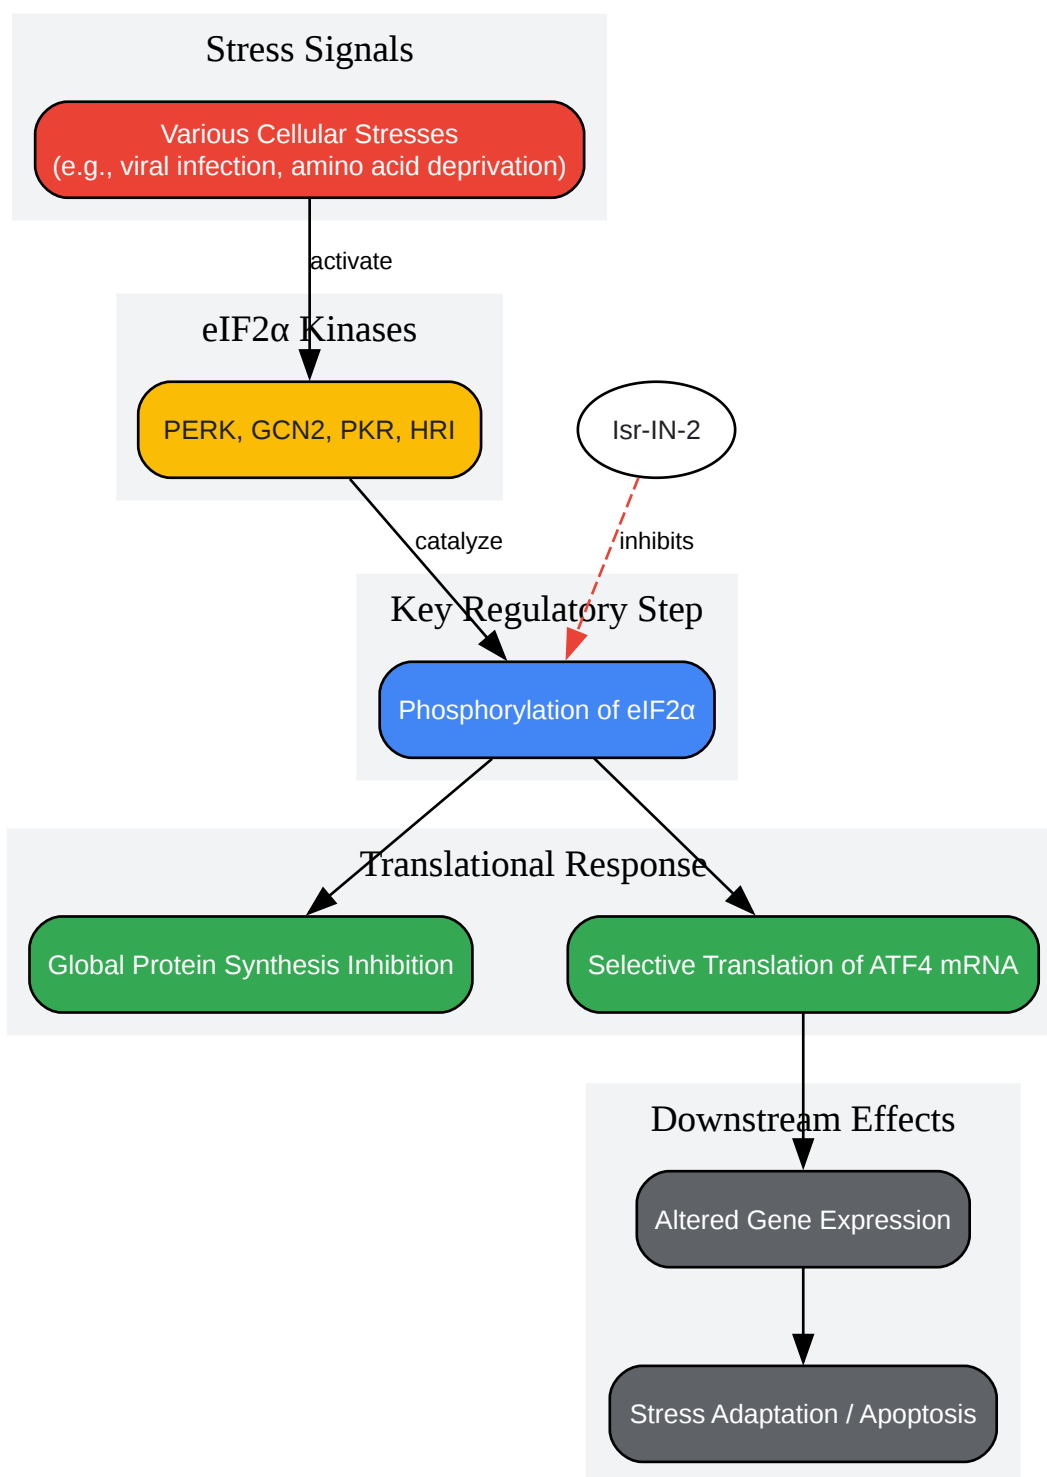 Stress Signals
Various Cellular Stresses
(e.g., viral infection, amino acid deprivation)
activate
eIF2α Kinases
PERK, GCN2, PKR, HRI
Isr-IN-2
catalyze
inhibits
Key Regulatory Step
Phosphorylation of eIF2α
Translational Response
Global Protein Synthesis Inhibition
Selective Translation of ATF4 mRNA
Downstream Effects
Altered Gene Expression
Stress Adaptation / Apoptosis